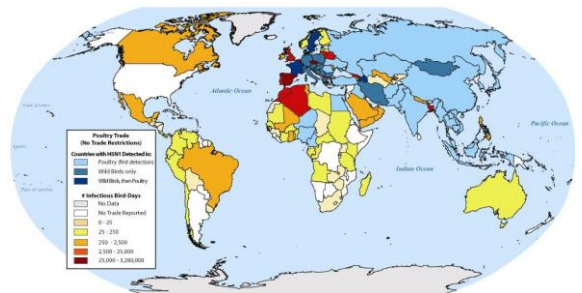 Atlantic Ocean
Pacific Ocean
Indian Ocean
Poultry Trade
(No Trade Restrictions)
Countries with H5N1 Detected in:
Poultry (first detection)
Wild Birds only
Wild Birds, then Poultry
# Infectious Bird-Days
No Data
No Trade Reported
0 - 25
25 - 250
250 - 2,500
2,500 - 25,000
25,000 - 3,280,000